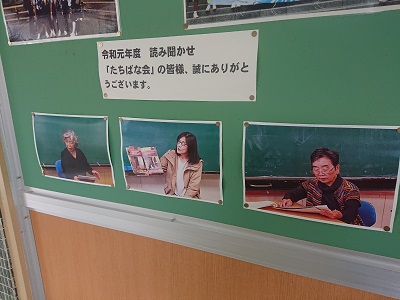 令和元年度　読み聞かせ
「たちばな会」の皆様、誠にありがと
うございます。